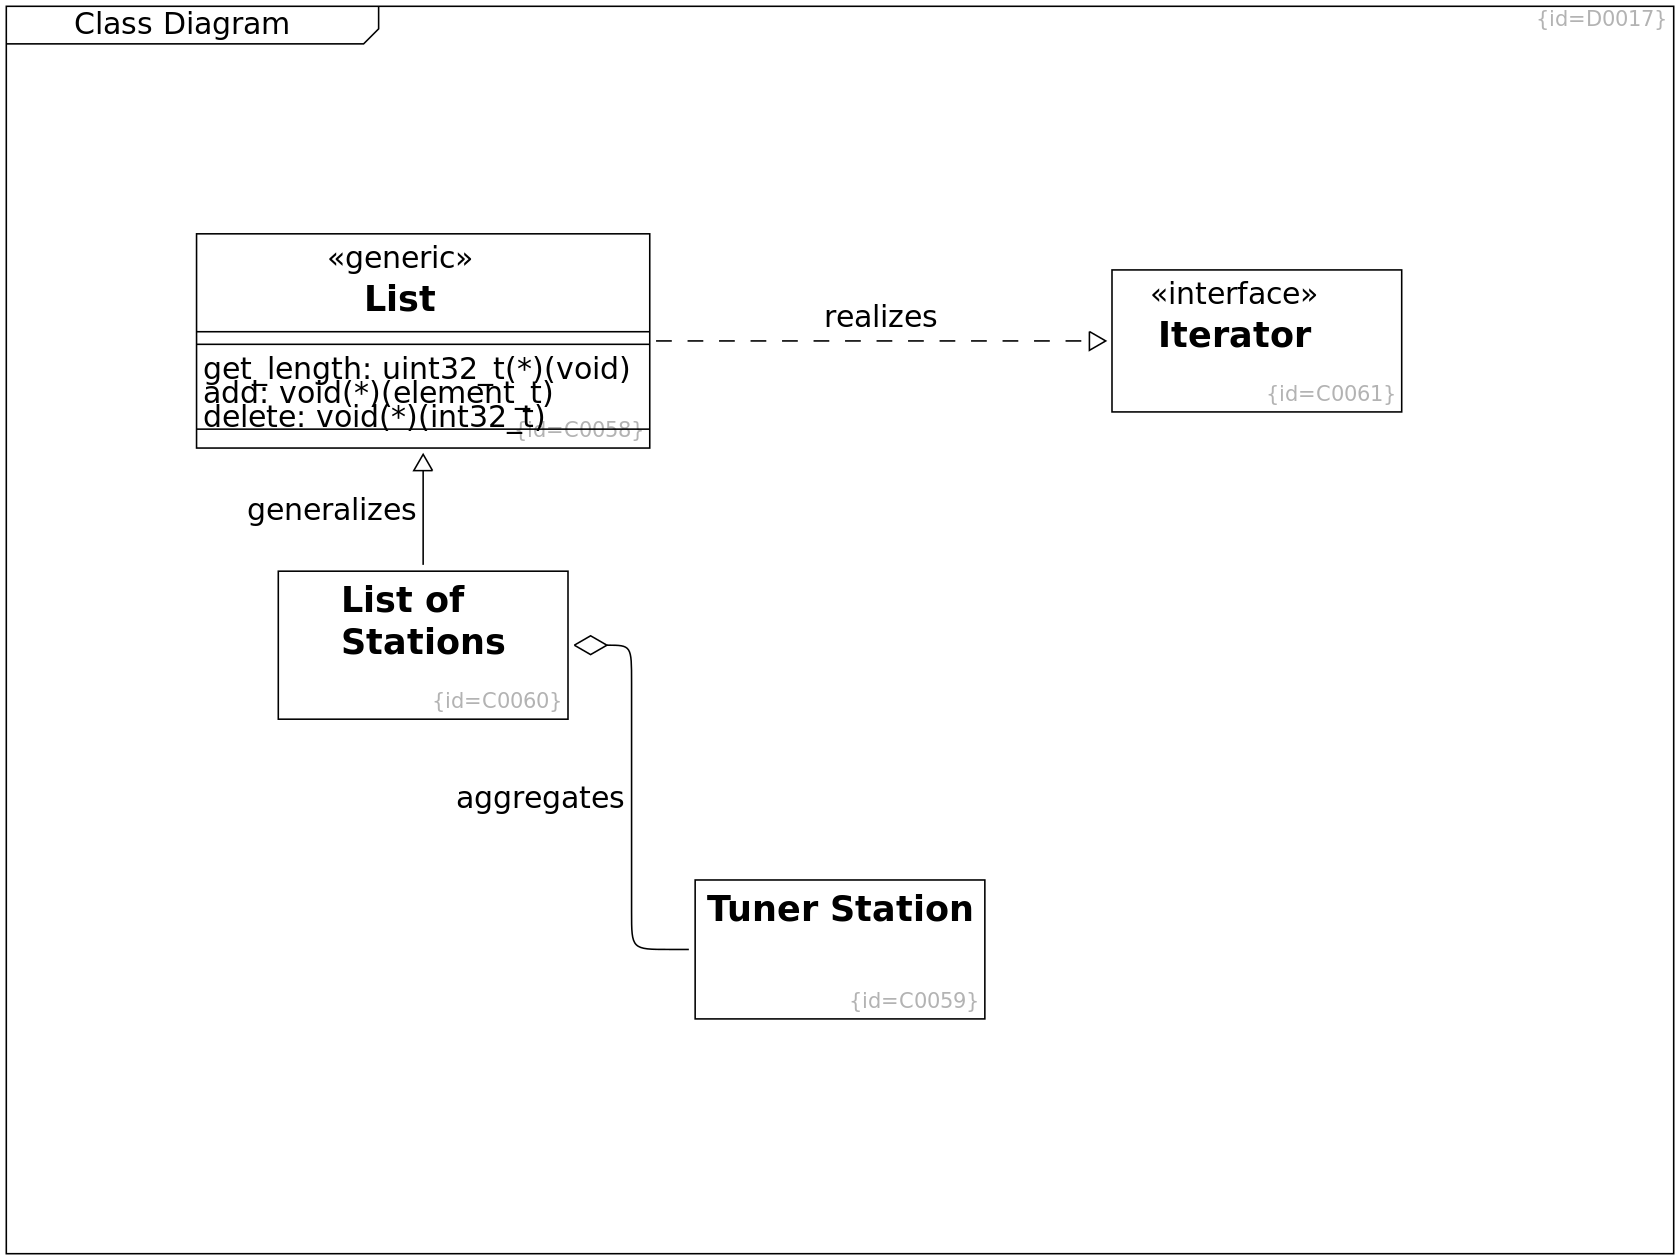 Class Diagram
{id=D0017}
«generic»
List
get_length: uint32_t(*)(void)
add: void(*)(element_t)
delete: void(*)(int32_t)
{id=C0058}
realizes
«interface»
Iterator
{id=C0061}
generalizes
List of
Stations
{id=C0060}
aggregates
Tuner Station
{id=C0059}